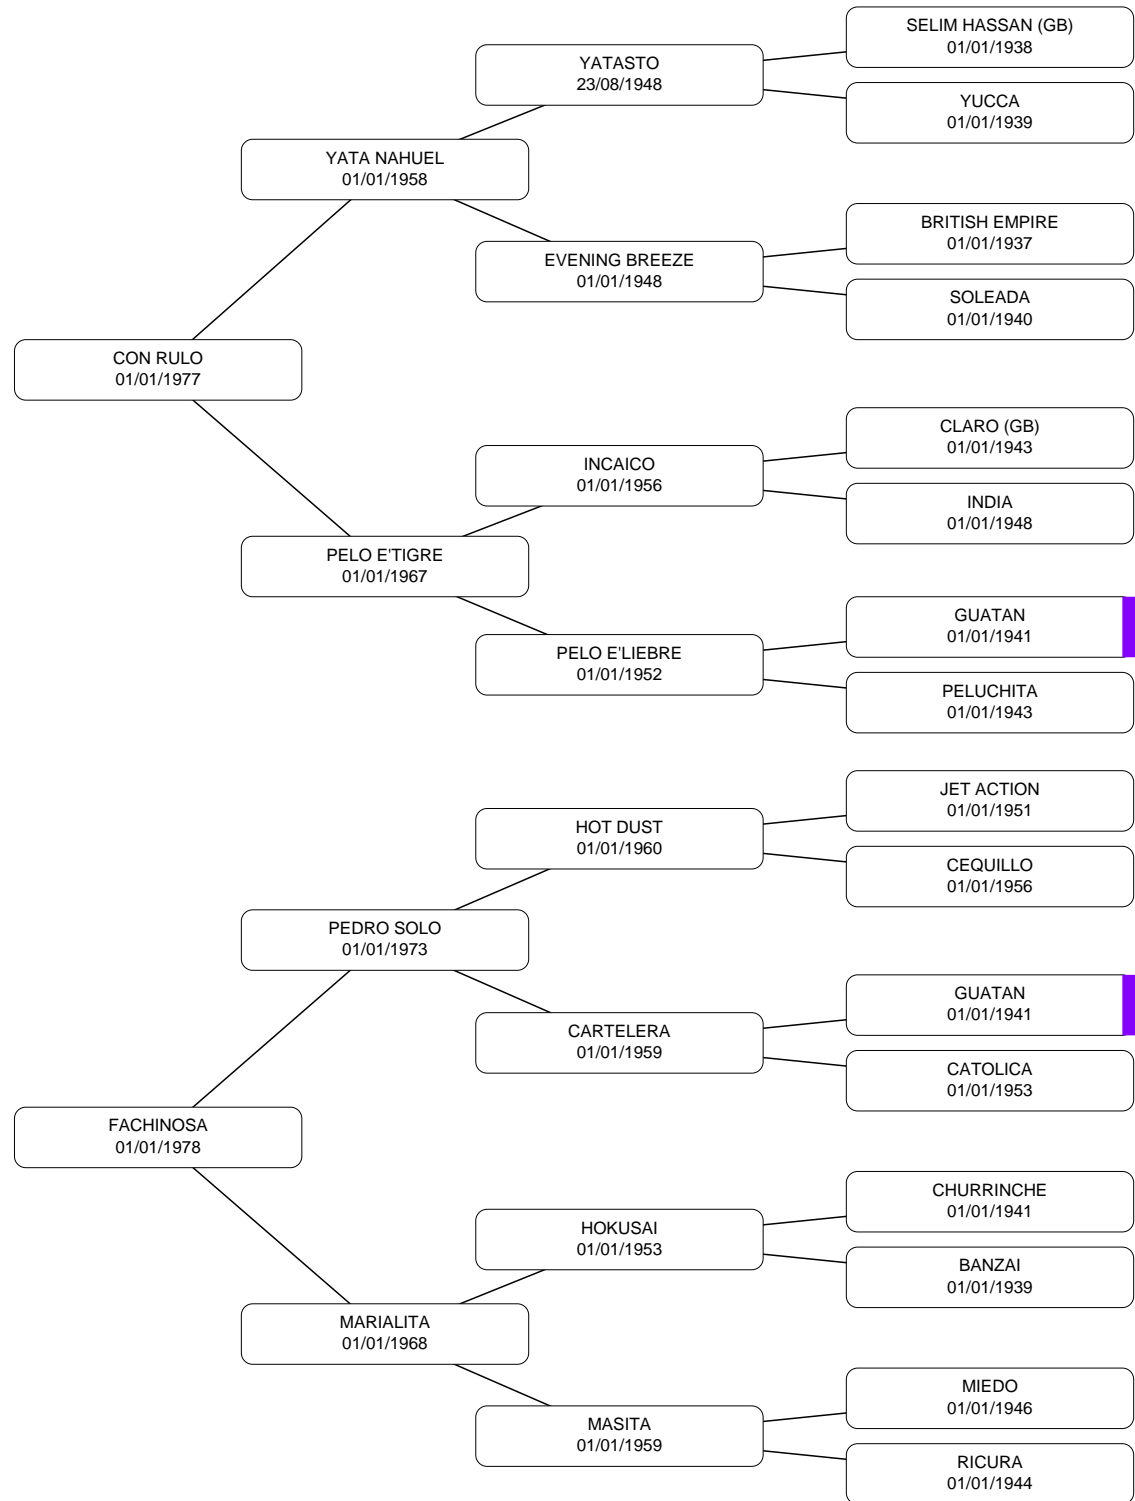 SELIM HASSAN (GB)
01/01/1938
YATASTO
23/08/1948
YUCCA
01/01/1939
YATA NAHUEL
01/01/1958
BRITISH EMPIRE
01/01/1937
EVENING BREEZE
01/01/1948
SOLEADA
01/01/1940
CON RULO
01/01/1977
CLARO (GB)
01/01/1943
INCAICO
01/01/1956
INDIA
01/01/1948
PELO E'TIGRE
01/01/1967
GUATAN
01/01/1941
PELO E'LIEBRE
01/01/1952
PELUCHITA
01/01/1943
JET ACTION
01/01/1951
HOT DUST
01/01/1960
CEQUILLO
01/01/1956
PEDRO SOLO
01/01/1973
GUATAN
01/01/1941
CARTELERA
01/01/1959
CATOLICA
01/01/1953
FACHINOSA
01/01/1978
CHURRINCHE
01/01/1941
HOKUSAI
01/01/1953
BANZAI
01/01/1939
MARIALITA
01/01/1968
MIEDO
01/01/1946
MASITA
01/01/1959
RICURA
01/01/1944